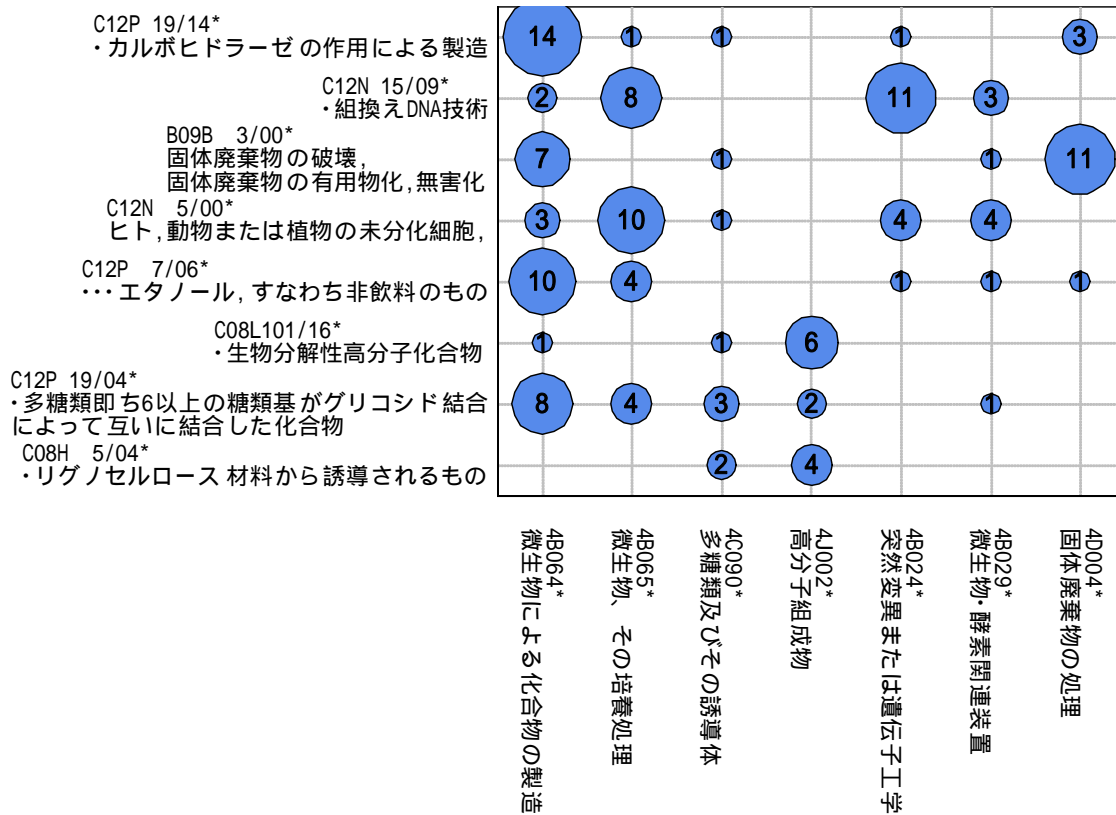 C12P 19/14*
・カルボヒドラーゼの作用による製造
14 1 1 1 3
C12N 15/09*
・組換えDNA技術
2 8 11 3
B09B 3/00*
固体廃棄物の破壊,
固体廃棄物の有用物化,無害化
7 1 1 11
C12N 5/00*
ヒト,動物または植物の未分化細胞,
3 10 1 4 4
C12P 7/06*
・・・エタノール,すなわち非飲料のもの
10 4 1 1 1
C08L101/16*
・生物分解性高分子化合物
1 1 6
C12P 19/04*
・多糖類即ち6以上の糖類基がグリコシド結合
によって互いに結合した化合物
8 4 3 2 1
C08H 5/04*
・リグノセルロース材料から誘導されるもの
2 4
4B064*
微生物による化合物の製造
4B065*
微生物、その培養処理
4C090*
多糖類及びその誘導体
4J002*
高分子組成物
4B024*
突然変異または遺伝子工学
4B029*
微生物・酵素関連装置
4D004*
固体廃棄物の処理